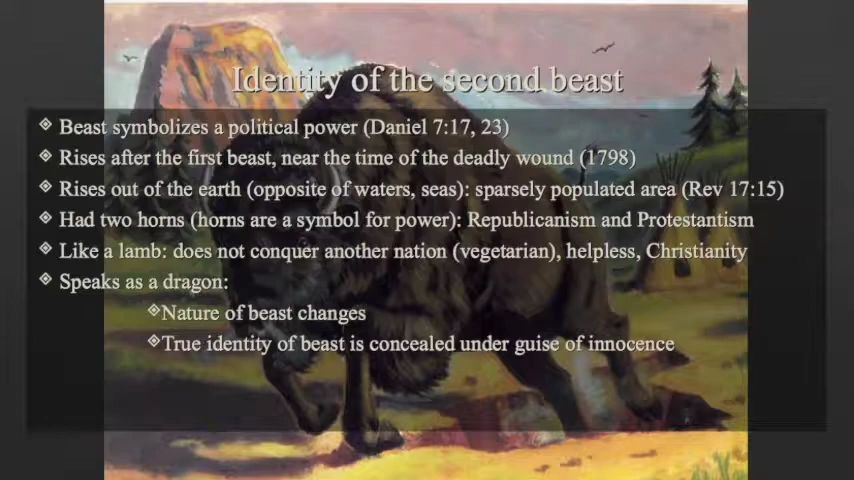 Identity of the second beast
❖ Beast symbolizes a political power (Daniel 7:17, 23)
❖ Rises after the first beast, near the time of the deadly wound (1798)
❖ Rises out of the earth (opposite of waters, seas): sparsely populated area (Rev 17:15)
❖ Had two horns (horns are a symbol for power): Republicanism and Protestantism
❖ Like a lamb: does not conquer another nation (vegetarian), helpless, Christianity
❖ Speaks as a dragon:
❖Nature of beast changes
❖True identity of beast is concealed under guise of innocence